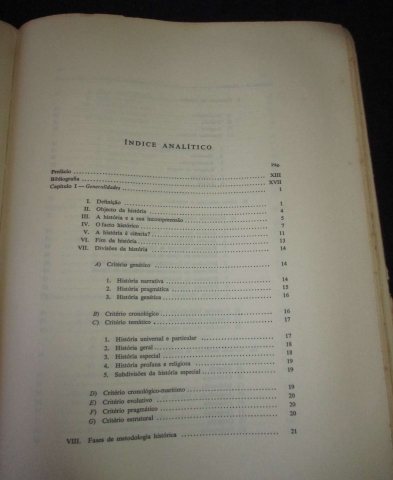 ÍNDICE ANALÍTICO
Pág.
Prefácio ........ XIII
Bibliografia ........ XVII
Capítulo I — Generalidades ........ 1
I. Definição ........ 1
II. Objecto da história ........ 4
III. A história e a sua incompreensão ........ 5
IV. O facto histórico ........ 7
V. A história é ciência? ........ 11
VI. Fim da história ........ 13
VII. Divisões da história ........ 14
A) Critério genético ........ 14
1. História narrativa ........ 14
2. História pragmática ........ 15
3. História genética ........ 16
B) Critério cronológico ........ 16
C) Critério temático ........ 17
1. História universal e particular ........ 17
2. História geral ........ 18
3. História especial ........ 18
4. História profana e religiosa ........ 19
5. Subdivisões da história especial ........ 19
D) Critério cronológico-marxista ........ 19
E) Critério evolutivo ........ 20
F) Critério pragmático ........ 20
G) Critério estrutural ........ 20
VIII. Fases de metodologia histórica ........ 21